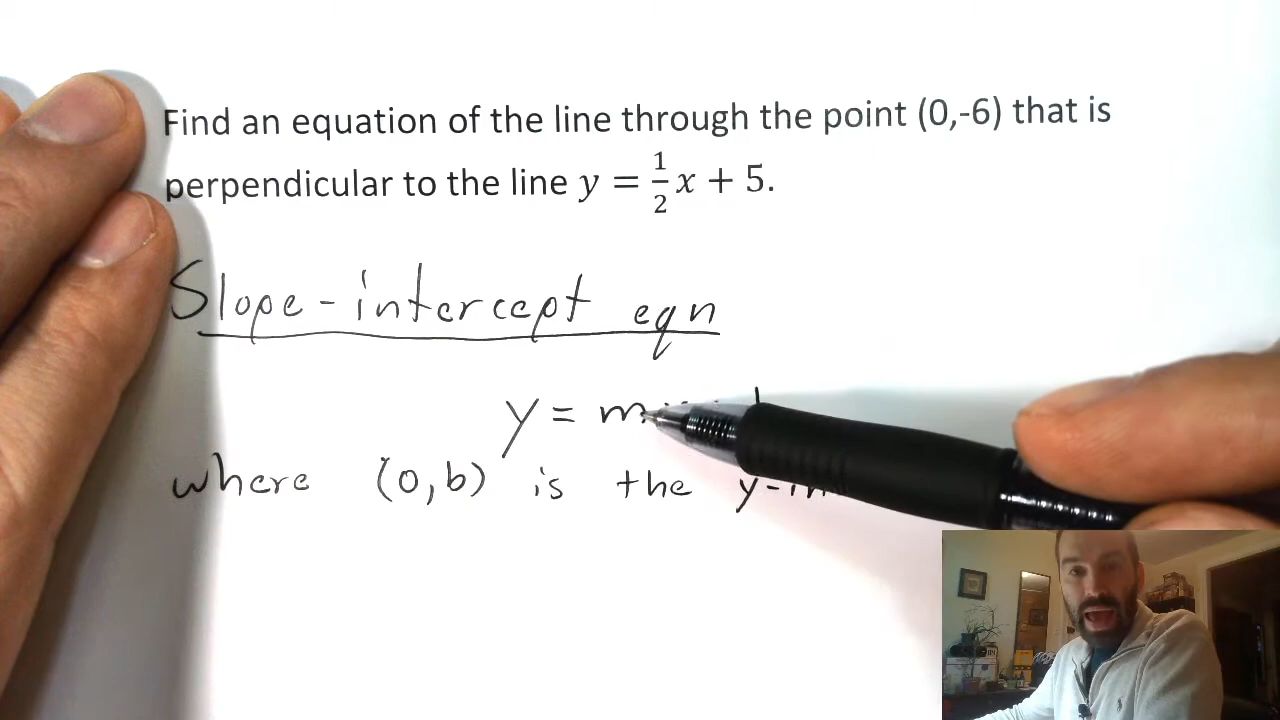 Find an equation of the line through the point (0,-6) that is
perpendicular to the line y = 1/2 x + 5.
Slope-intercept eqn
y = m
where (0,b) is the